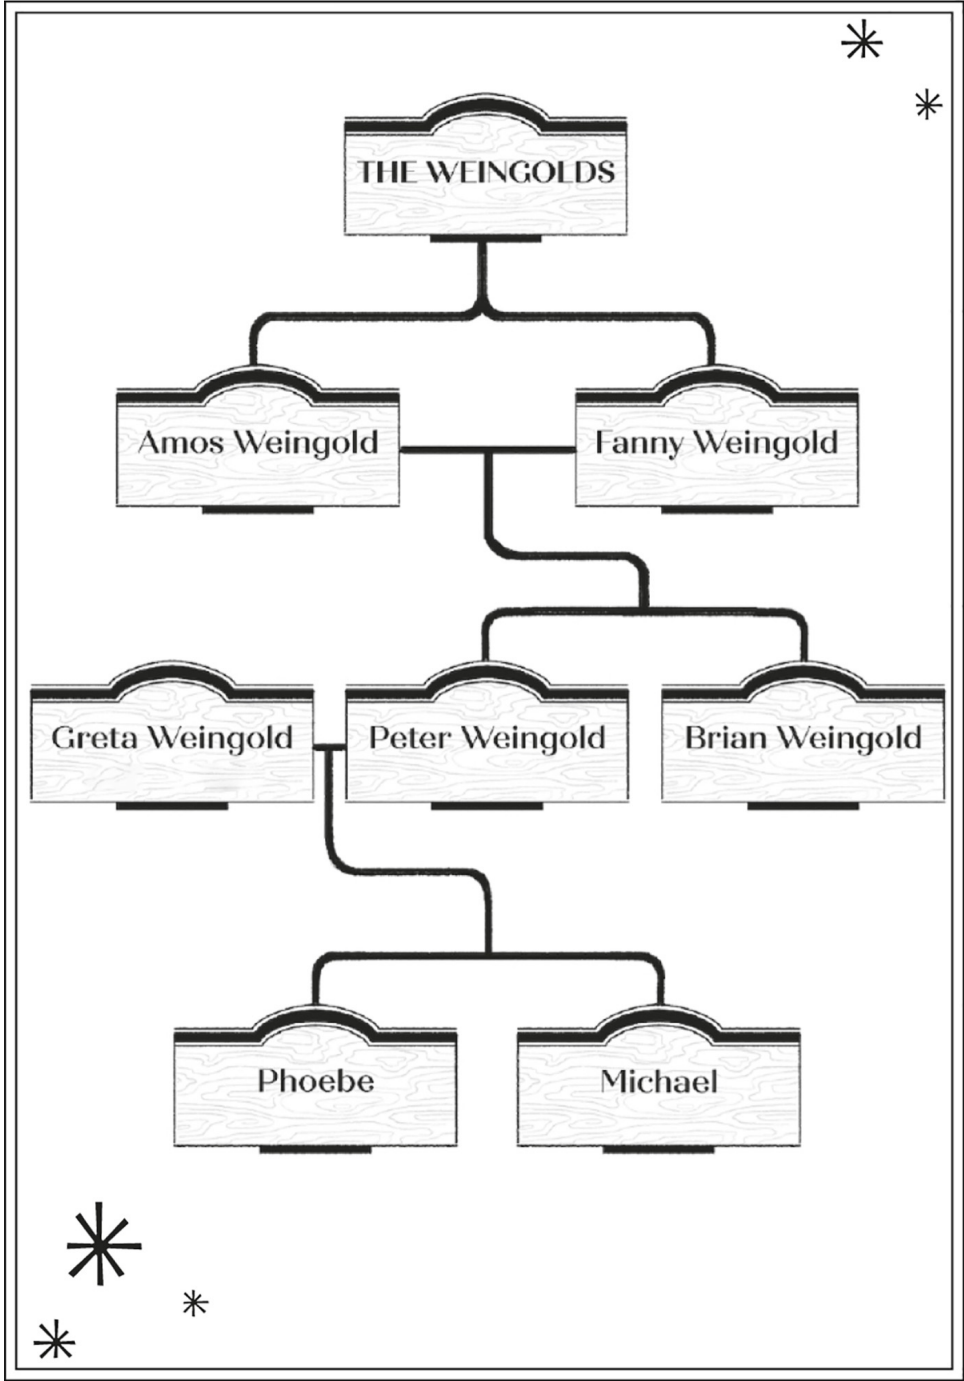 THE WEINGOLDS
Amos Weingold
Fanny Weingold
Greta Weingold
Peter Weingold
Brian Weingold
Phoebe
Michael